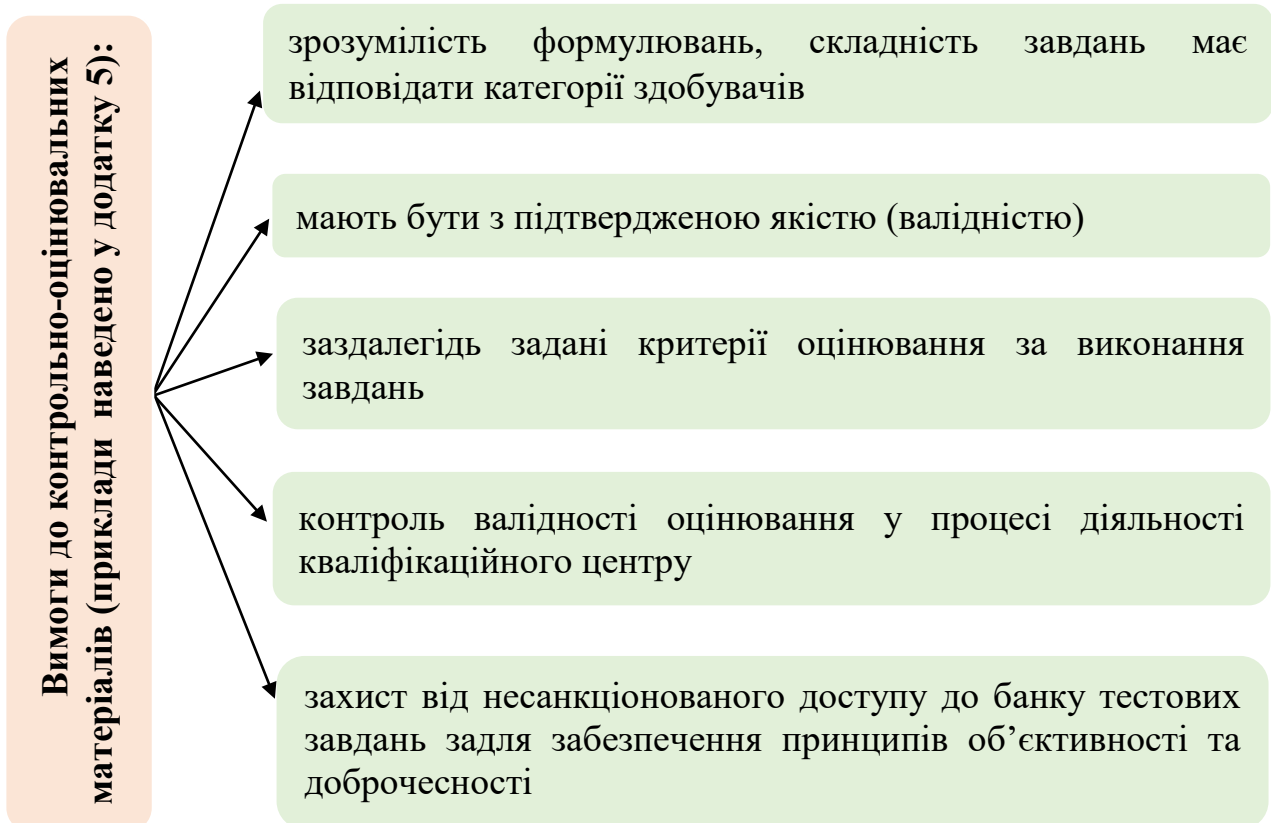 Вимоги до контрольно-оцінювальних
матеріалів (приклади наведено у додатку 5):
зрозумілість формулювань, складність завдань має
відповідати категорії здобувачів
мають бути з підтвердженою якістю (валідністю)
заздалегідь задані критерії оцінювання за виконання
завдань
контроль валідності оцінювання у процесі діяльності
кваліфікаційного центру
захист від несанкціонованого доступу до банку тестових
завдань задля забезпечення принципів об’єктивності та
доброчесності